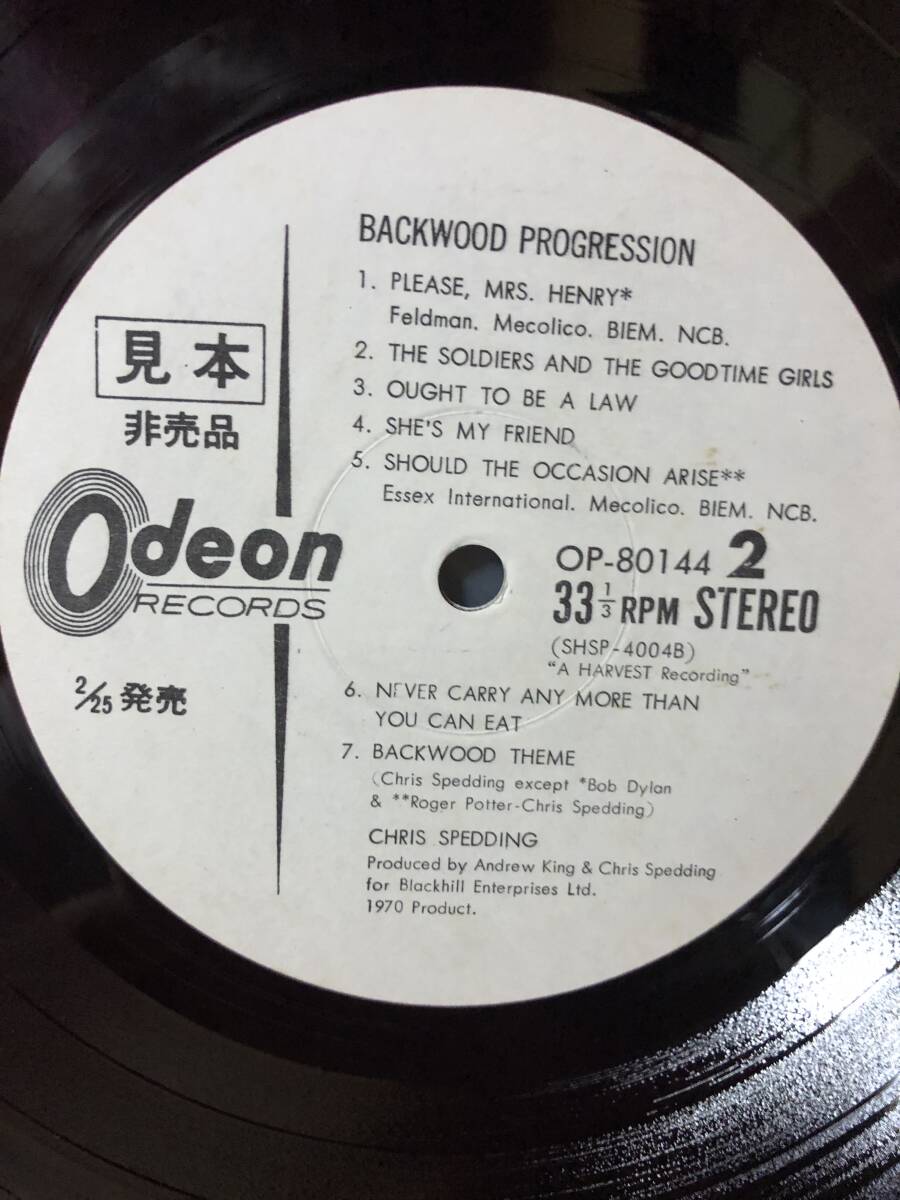 BACKWOOD PROGRESSION
1. PLEASE, MRS. HENRY*
Feldman. Mecolico. BIEM. NCB.
2. THE SOLDIERS AND THE GOODTIME GIRLS
3. OUGHT TO BE A LAW
4. SHE'S MY FRIEND
5. SHOULD THE OCCASION ARISE**
Essex International. Mecolico. BIEM. NCB.
見本
非売品
Odeon
RECORDS
2/25 発売
OP-80144 2
33 1/3 RPM STEREO
(SHSP-4004B)
"A HARVEST Recording"
6. NEVER CARRY ANY MORE THAN
YOU CAN EAT
7. BACKWOOD THEME
(Chris Spedding except *Bob Dylan
& **Roger Potter-Chris Spedding)
CHRIS SPEDDING
Produced by Andrew King & Chris Spedding
for Blackhill Enterprises Ltd.
1970 Product.